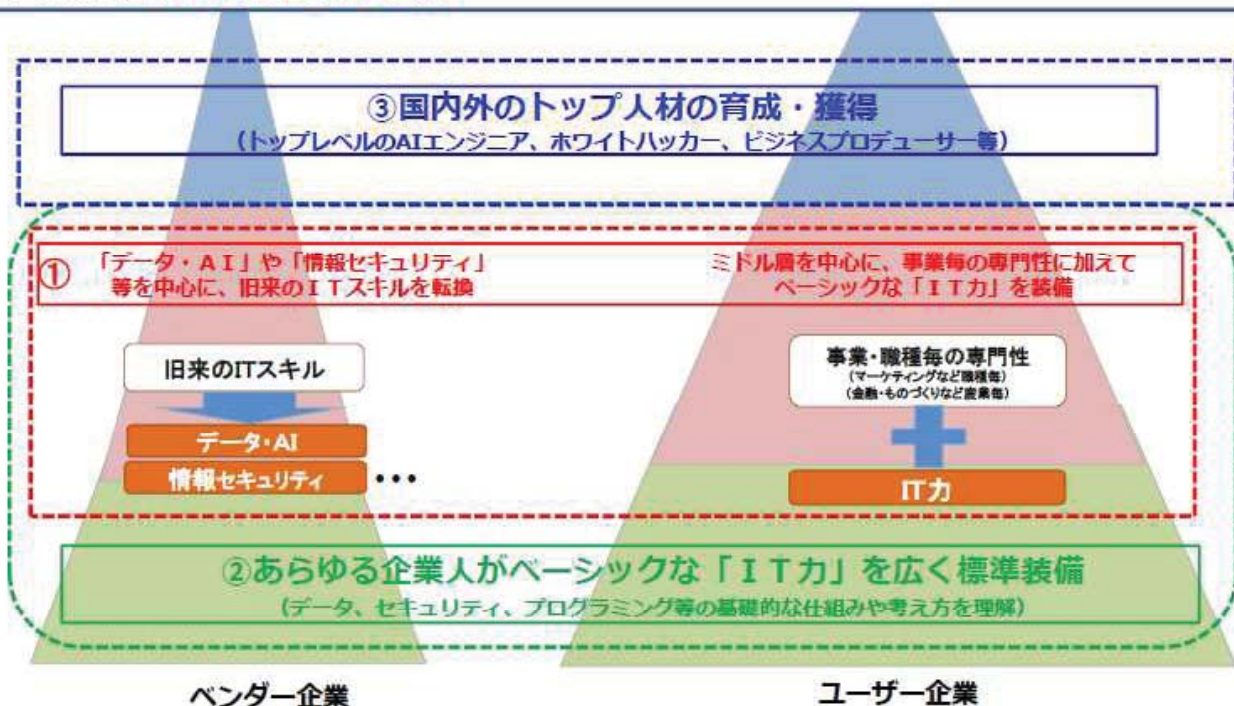 ③国内外のトップ人材の育成・獲得
（トップレベルのAIエンジニア、ホワイトハッカー、ビジネスプロデューサー等）
① 「データ・ＡＩ」や「情報セキュリティ」
等を中心に、旧来のＩＴスキルを転換
ミドル層を中心に、事業毎の専門性に加えて
ベーシックな「ＩＴ力」を装備
旧来のITスキル
データ・AI
情報セキュリティ ・・・
事業・職種毎の専門性
（マーケティングなど職種毎）
（金融・ものづくりなど産業毎）
IT力
②あらゆる企業人がベーシックな「ＩＴ力」を広く標準装備
（データ、セキュリティ、プログラミング等の基礎的な仕組みや考え方を理解）
ベンダー企業
ユーザー企業